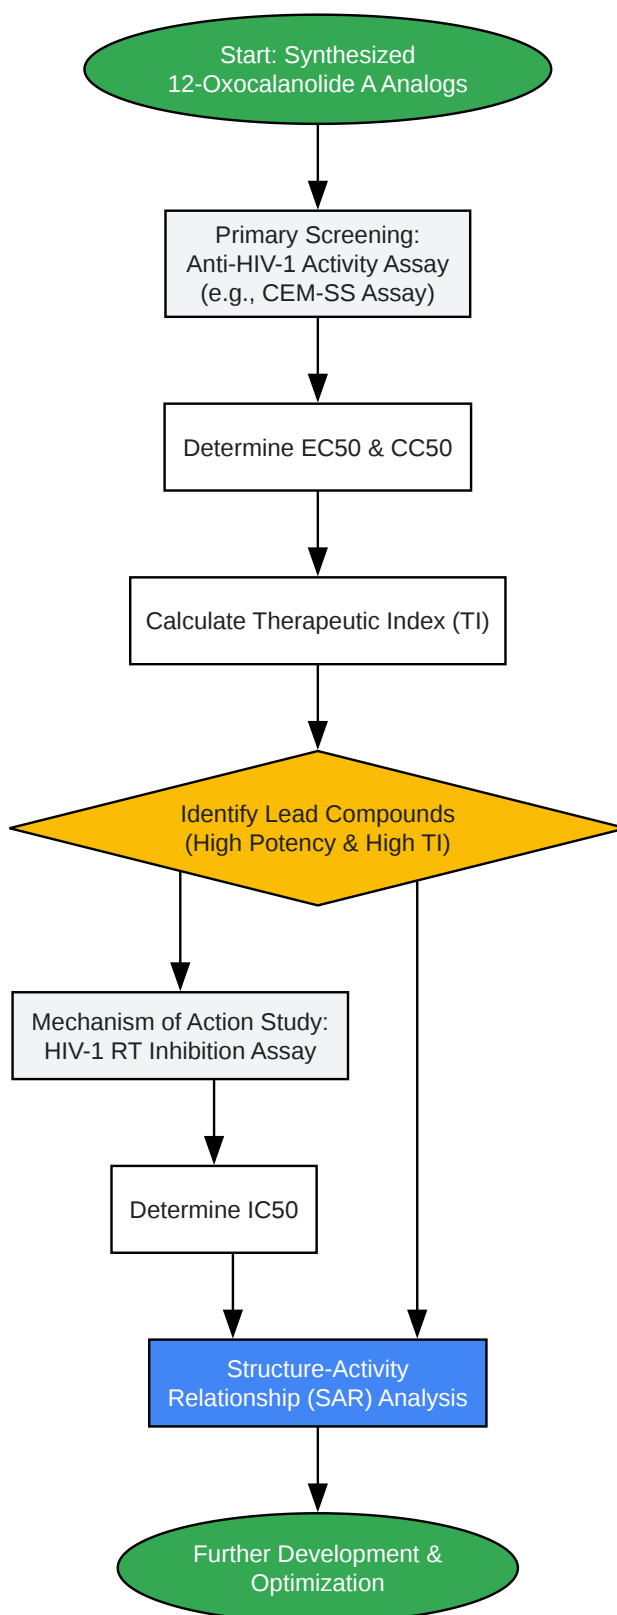 Start: Synthesized
12-Oxocalanolide A Analogs
Primary Screening:
Anti-HIV-1 Activity Assay
(e.g., CEM-SS Assay)
Determine EC50 & CC50
Calculate Therapeutic Index (TI)
Identify Lead Compounds
(High Potency & High TI)
Mechanism of Action Study:
HIV-1 RT Inhibition Assay
Determine IC50
Structure-Activity
Relationship (SAR) Analysis
Further Development &
Optimization